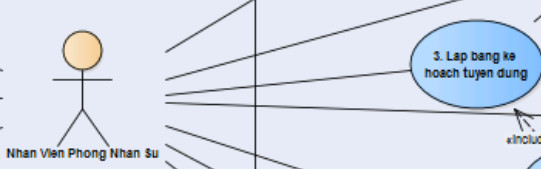 3. Lap bang ke
hoach tuyen dung
Nhan Vien Phong Nhan Su